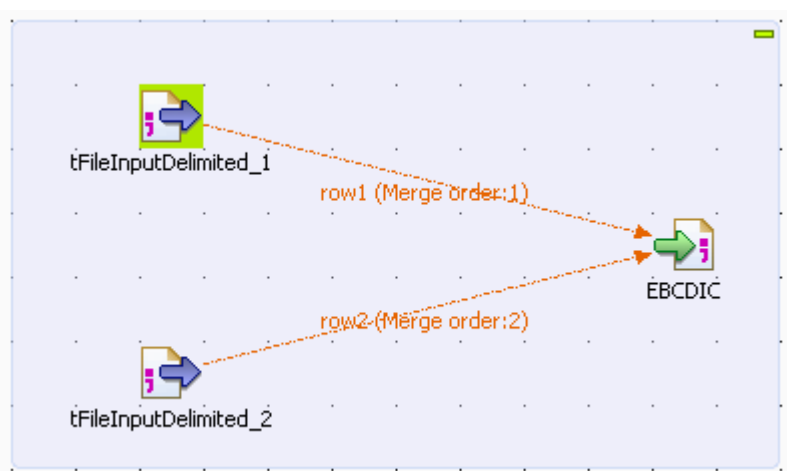 tFileInputDelimited_1
row1 (Merge order:1)
EBCDIC
row2 (Merge order:2)
tFileInputDelimited_2